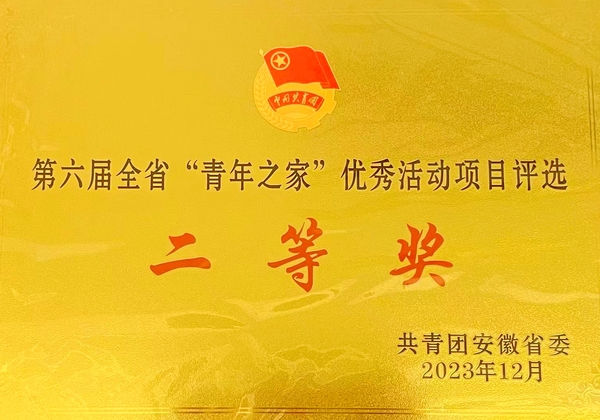 中国共青团
第六届全省“青年之家”优秀活动项目评选
二等奖
共青团安徽省委
2023年12月